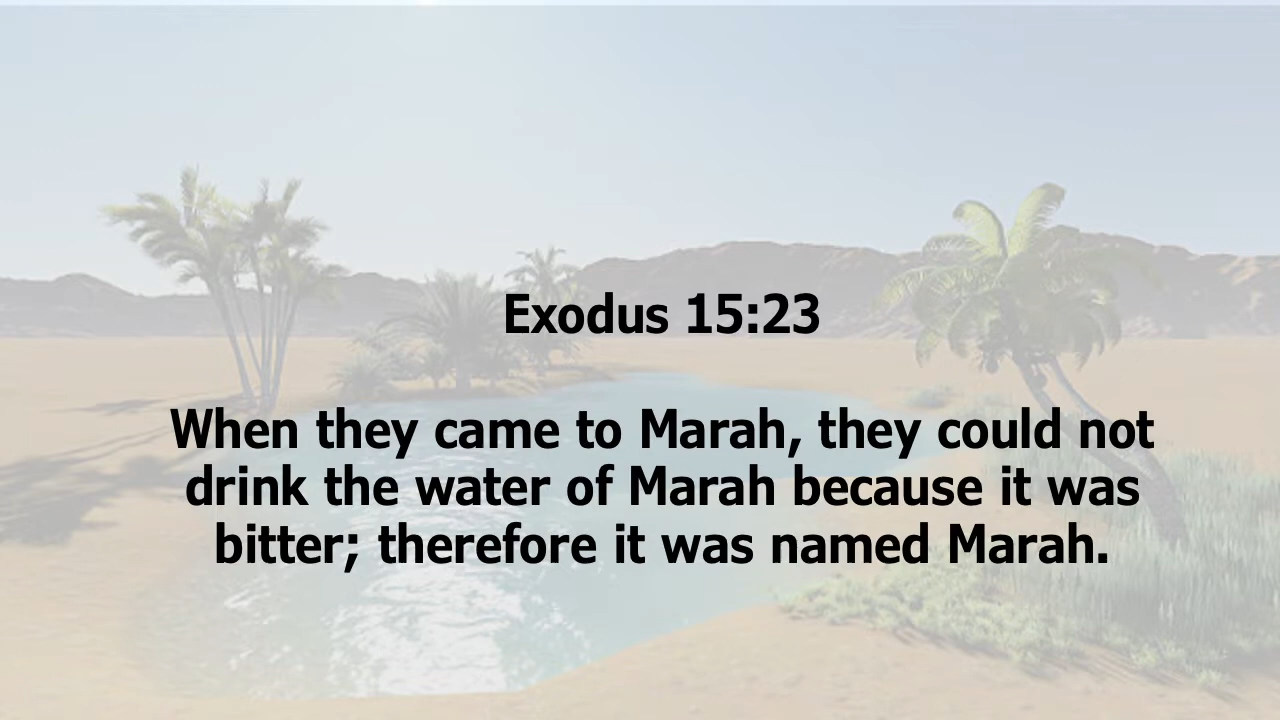 Exodus 15:23
When they came to Marah, they could not
drink the water of Marah because it was
bitter; therefore it was named Marah.